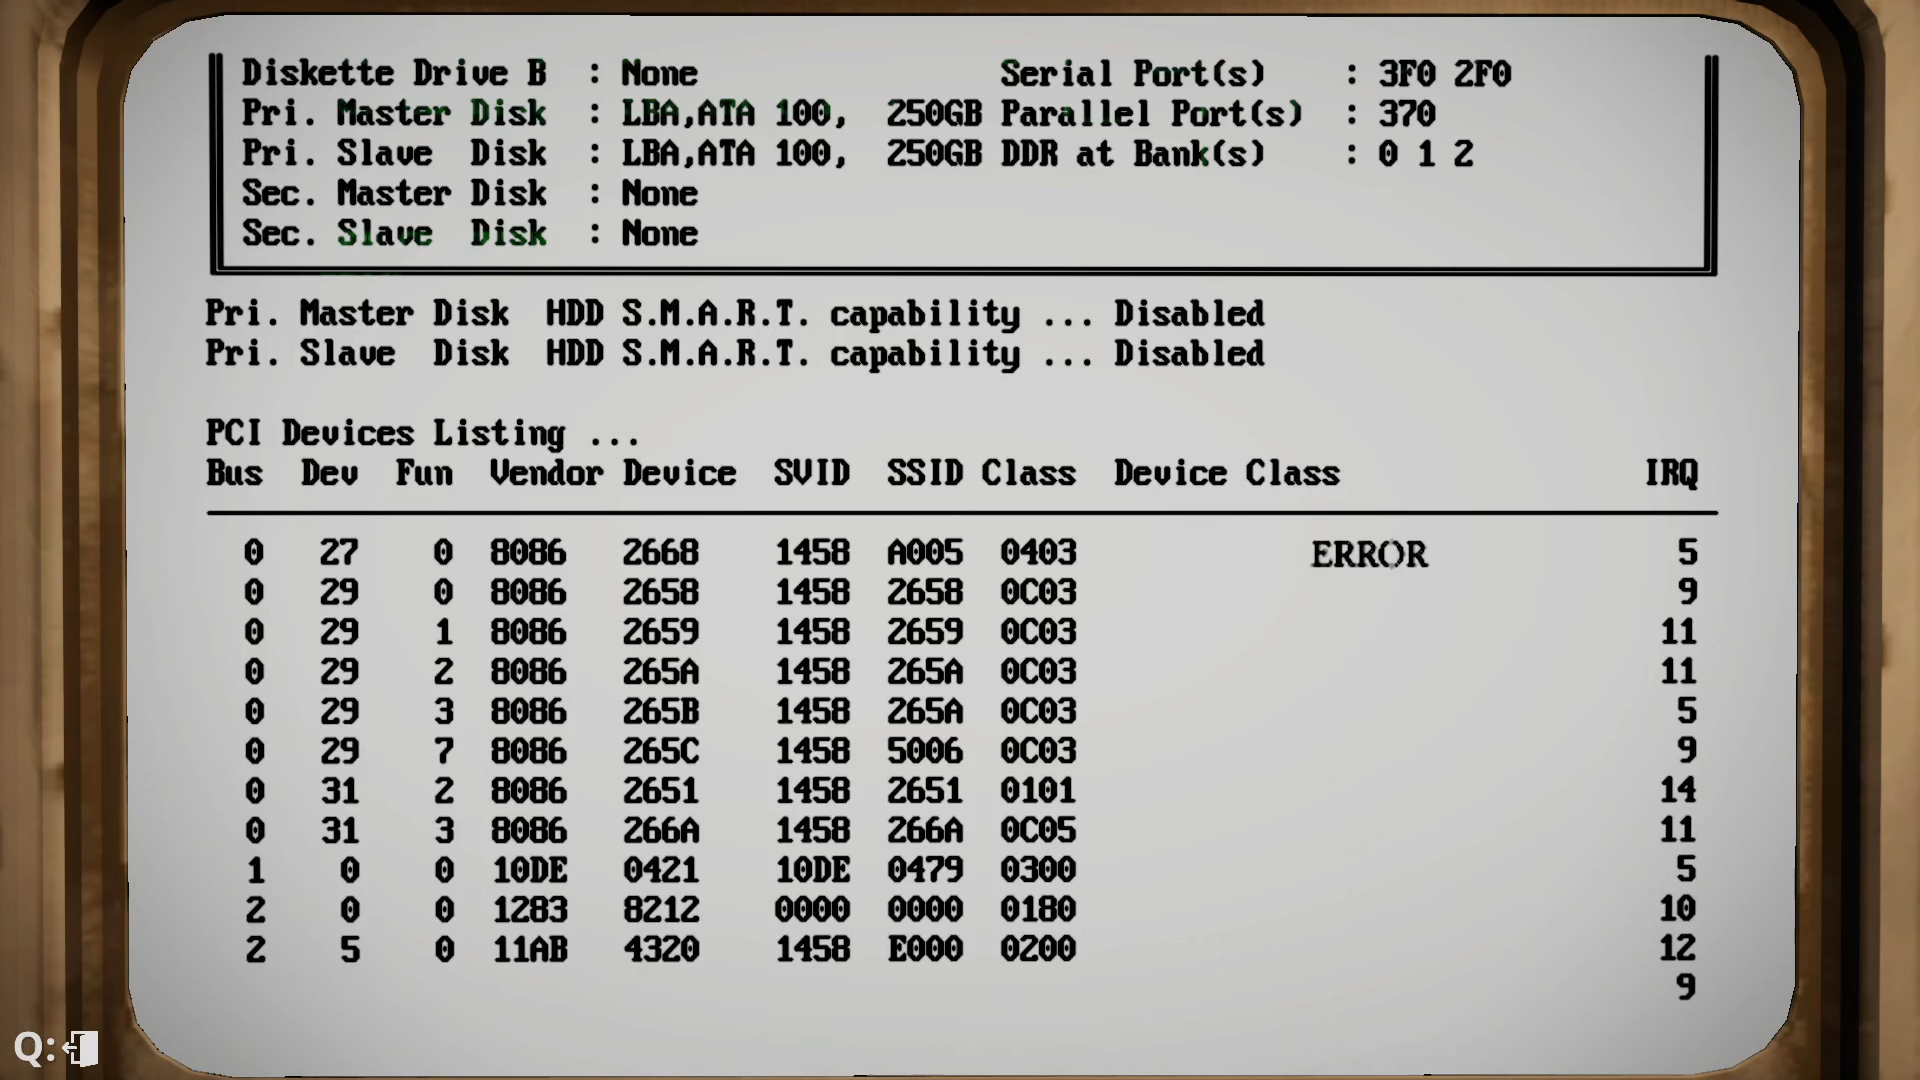 Diskette Drive B : None Serial Port(s) : 3F0 2F0
Pri. Master Disk : LBA,ATA 100, 250GB Parallel Port(s) : 370
Pri. Slave Disk : LBA,ATA 100, 250GB DDR at Bank(s) : 0 1 2
Sec. Master Disk : None
Sec. Slave Disk : None
Pri. Master Disk HDD S.M.A.R.T. capability ... Disabled
Pri. Slave Disk HDD S.M.A.R.T. capability ... Disabled
PCI Devices Listing ...
Bus Dev Fun Vendor Device SVID SSID Class Device Class IRQ
0 27 0 8086 2668 1458 A005 0403 ERROR 5
0 29 0 8086 2658 1458 2658 0C03 9
0 29 1 8086 2659 1458 2659 0C03 11
0 29 2 8086 265A 1458 265A 0C03 11
0 29 3 8086 265B 1458 265A 0C03 5
0 29 7 8086 265C 1458 5006 0C03 9
0 31 2 8086 2651 1458 2651 0101 14
0 31 3 8086 266A 1458 266A 0C05 11
1 0 0 10DE 0421 10DE 0479 0300 5
2 0 0 1283 8212 0000 0000 0180 10
2 5 0 11AB 4320 1458 E000 0200 12
9
Q: